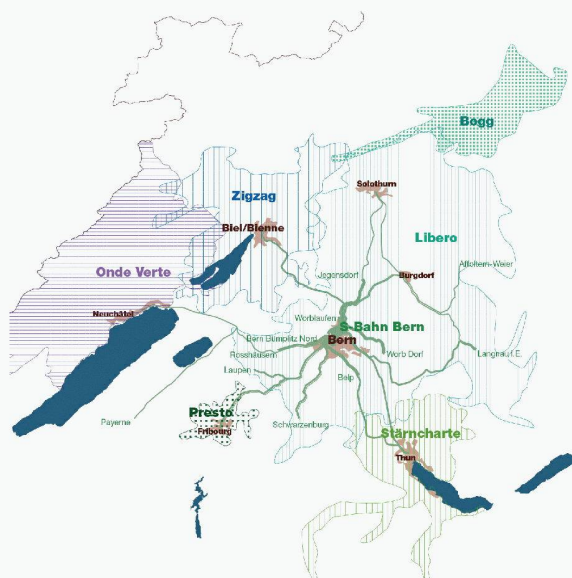 Bogg
Solothurn
Zigzag
Biel/Bienne
Libero
Affoltern-Weier
Onde Verte
Jegensdorf
Burgdorf
Neuchâtel
Worblaufen
S-Bahn Bern
Bern Bümpliz Nord
Bern
Rosshäusern
Worb Dorf
Langnau i.E.
Laupen
Belp
Presto
Payerne
Schwarzenburg
Fribourg
Stärncharte
Thun